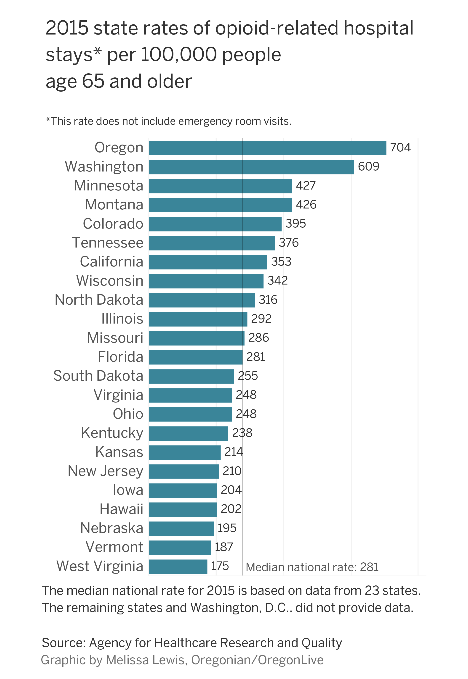 2015 state rates of opioid-related hospital
stays* per 100,000 people
age 65 and older
*This rate does not include emergency room visits.
Oregon 704
Washington 609
Minnesota 427
Montana 426
Colorado 395
Tennessee 376
California 353
Wisconsin 342
North Dakota 316
Illinois 292
Missouri 286
Florida 281
South Dakota 255
Virginia 248
Ohio 248
Kentucky 238
Kansas 214
New Jersey 210
Iowa 204
Hawaii 202
Nebraska 195
Vermont 187
West Virginia 175 Median national rate: 281
The median national rate for 2015 is based on data from 23 states.
The remaining states and Washington, D.C., did not provide data.
Source: Agency for Healthcare Research and Quality
Graphic by Melissa Lewis, Oregonian/OregonLive